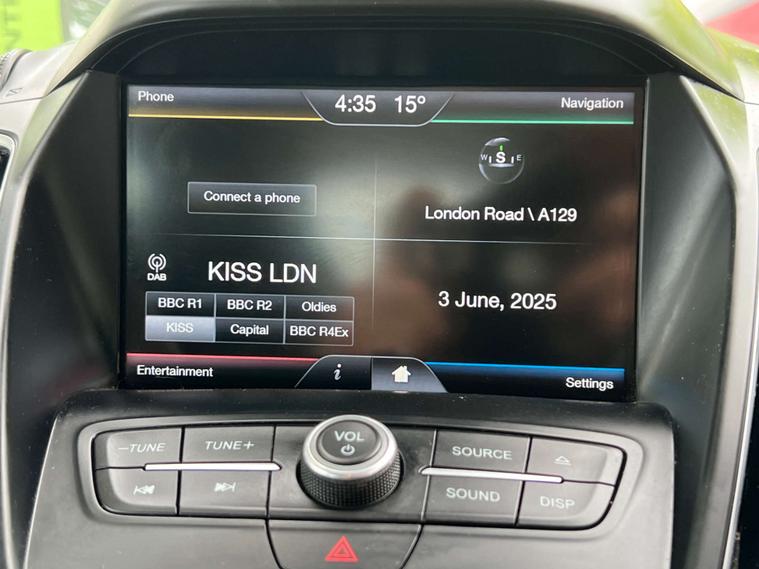 Phone
4:35 15°
Navigation
W S E
Connect a phone
London Road \ A129
DAB
KISS LDN
BBC R1 BBC R2 Oldies
KISS Capital BBC R4Ex
3 June, 2025
Entertainment
i
Settings
–TUNE TUNE+
VOL
SOURCE
SOUND
DISP